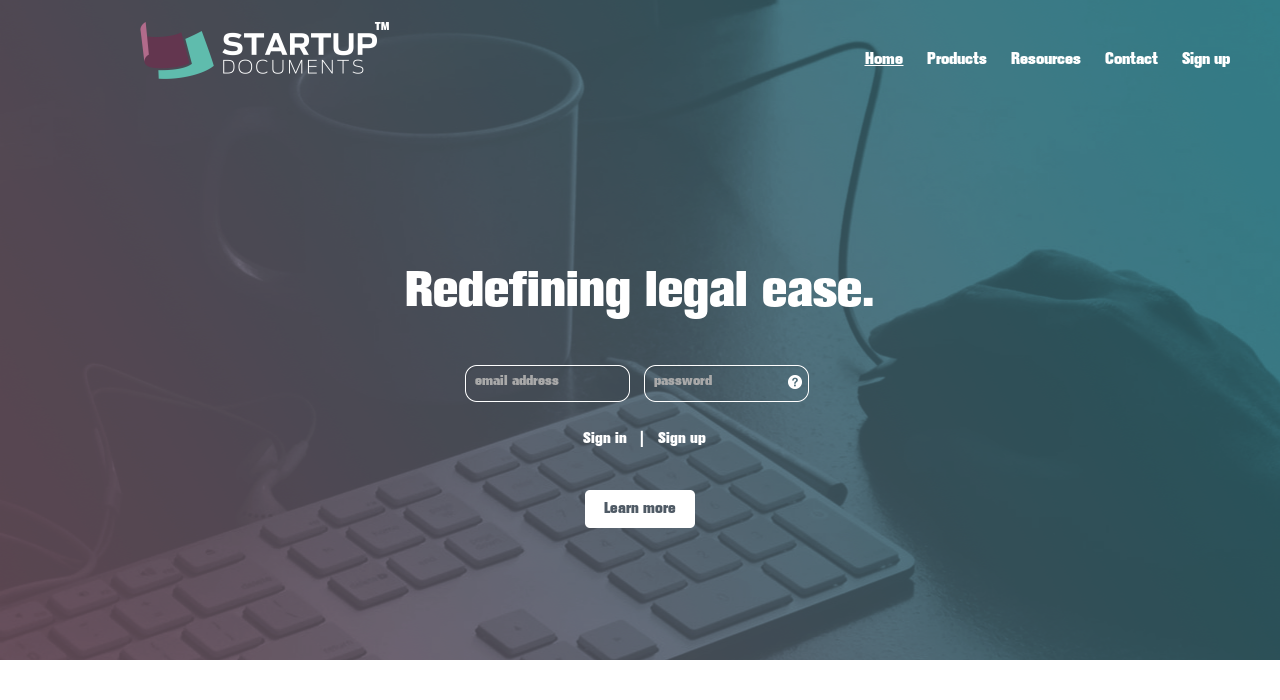 STARTUP™
DOCUMENTS
Home Products Resources Contact Sign up
Redefining legal ease.
email address password ?
Sign in | Sign up
Learn more